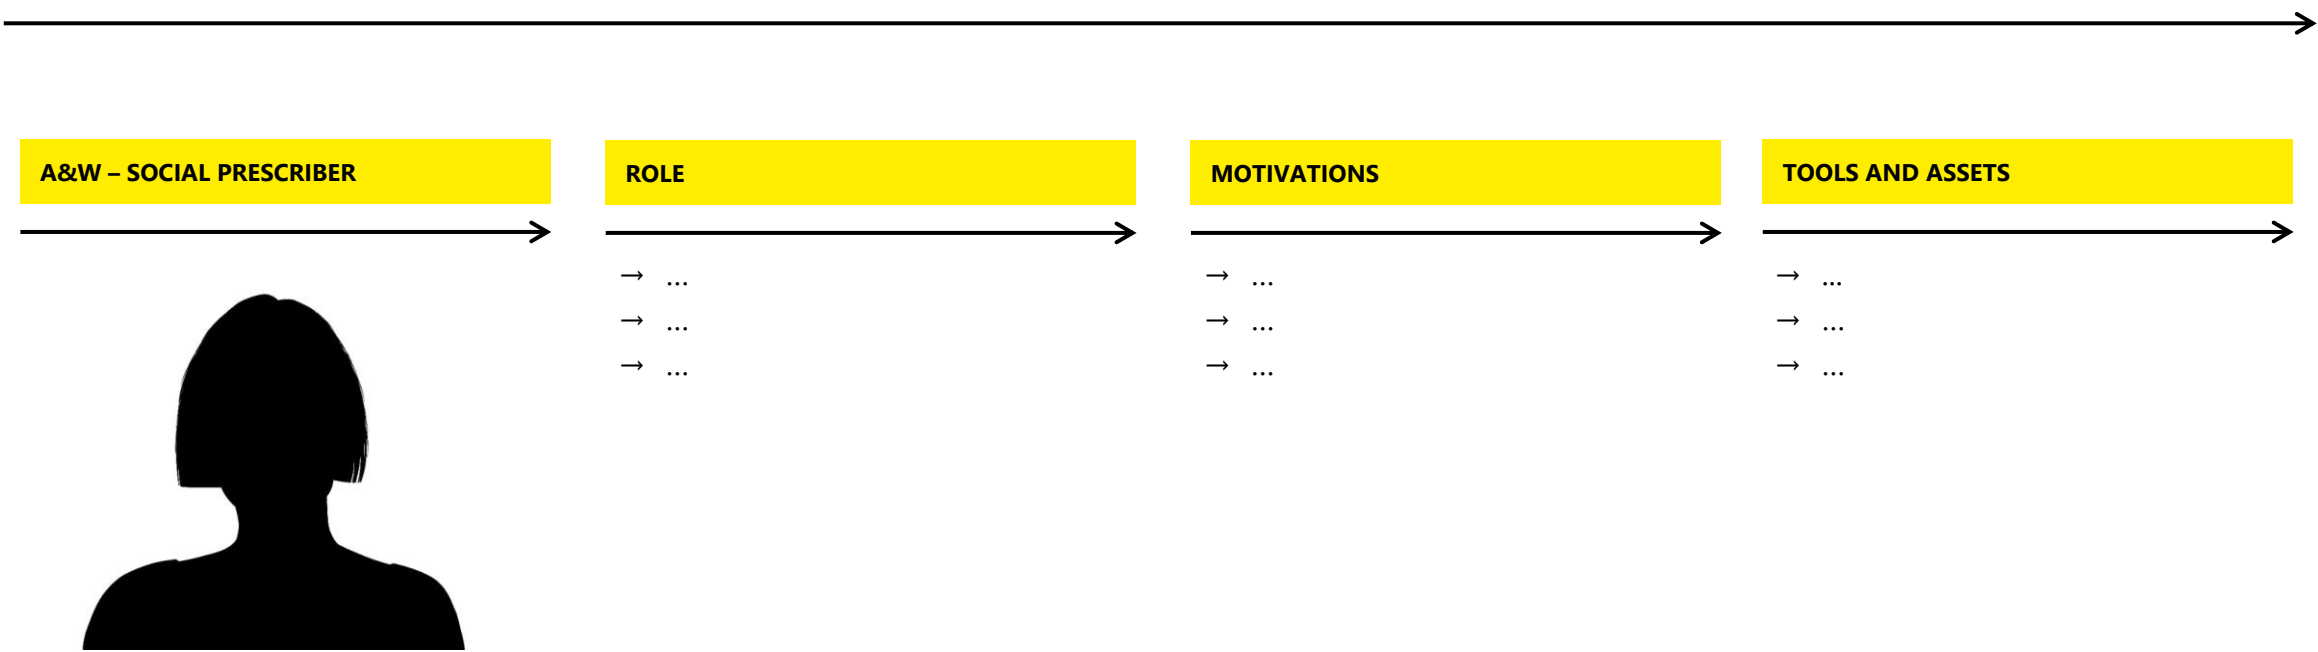 A&W – SOCIAL PRESCRIBER
ROLE
→ ...
→ ...
→ ...
MOTIVATIONS
→ ...
→ ...
→ ...
TOOLS AND ASSETS
→ ...
→ ...
→ ...